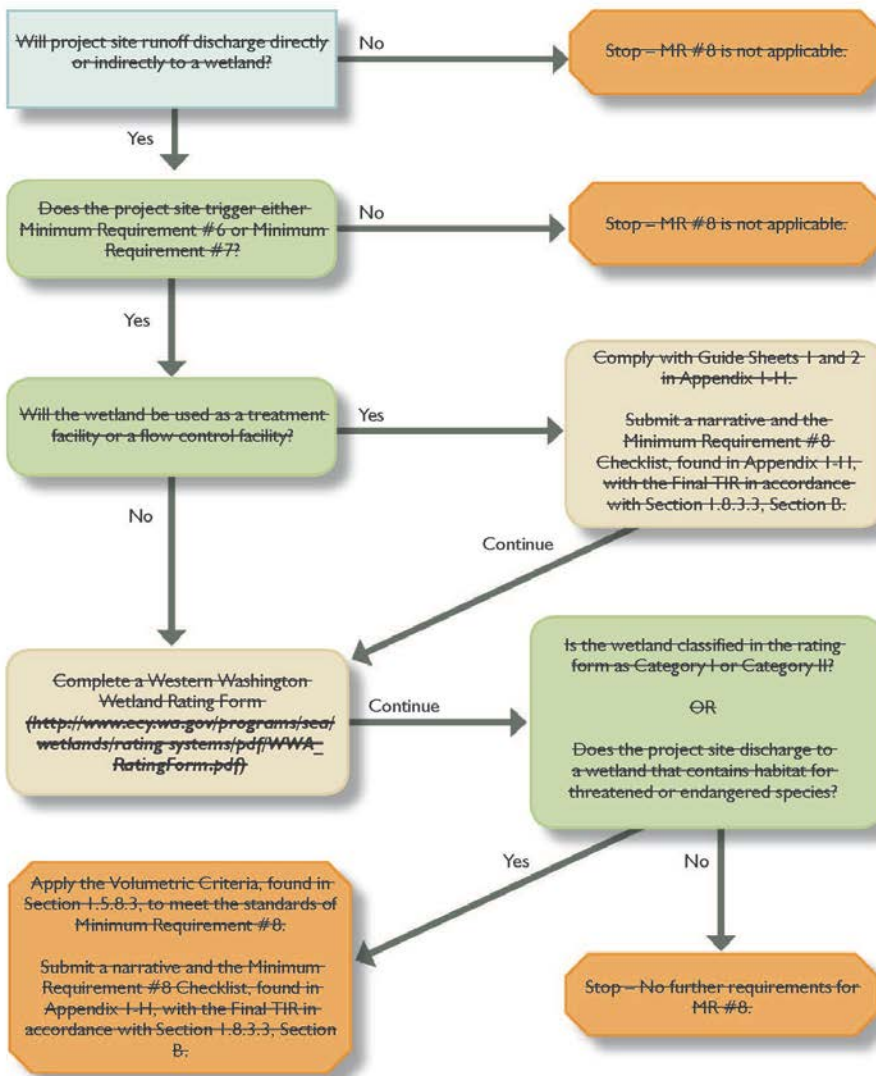 Will project site runoff discharge directly
or indirectly to a wetland?
No
Stop – MR #8 is not applicable.
Yes
Does the project site trigger either
Minimum Requirement #6 or Minimum
Requirement #7?
No
Stop – MR #8 is not applicable.
Yes
Will the wetland be used as a treatment
facility or a flow control facility?
Yes
Comply with Guide Sheets 1 and 2
in Appendix 1-H.
Submit a narrative and the
Minimum Requirement #8
Checklist, found in Appendix 1-H,
with the Final TIR in accordance
with Section 1.8.3.3, Section B.
No
Continue
Complete a Western Washington
Wetland Rating Form
(http://www.ecy.wa.gov/programs/sea/
wetlands/rating systems/pdf/WWA_
RatingForm.pdf)
Continue
Is the wetland classified in the rating
form as Category I or Category II?
OR
Does the project site discharge to
a wetland that contains habitat for
threatened or endangered species?
Yes
No
Apply the Volumetric Criteria, found in
Section 1.5.8.3, to meet the standards of
Minimum Requirement #8.
Submit a narrative and the Minimum
Requirement #8 Checklist, found in
Appendix 1-H, with the Final TIR in
accordance with Section 1.8.3.3, Section
B.
Stop – No further requirements for
MR #8.